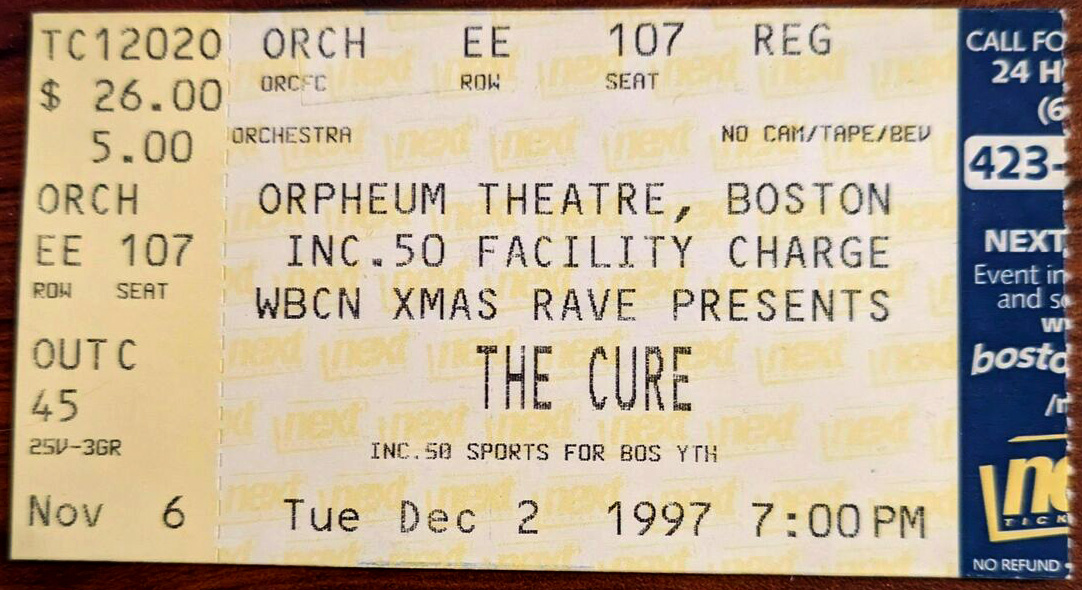 TC12020 ORCH EE 107 REG
$ 26.00 ORCFC ROW SEAT
5.00 ORCHESTRA NO CAM/TAPE/BEV
ORCH ORPHEUM THEATRE, BOSTON
EE 107 INC.50 FACILITY CHARGE
ROW SEAT WBCN XMAS RAVE PRESENTS
OUTC THE CURE
45
25V-3GR INC.50 SPORTS FOR BOS YTH
Nov 6 Tue Dec 2 1997 7:00PM
CALL FO
24 H
(6
423-
NEXT
Event in
and s
w
bosto
/
TICK
NO REFUND